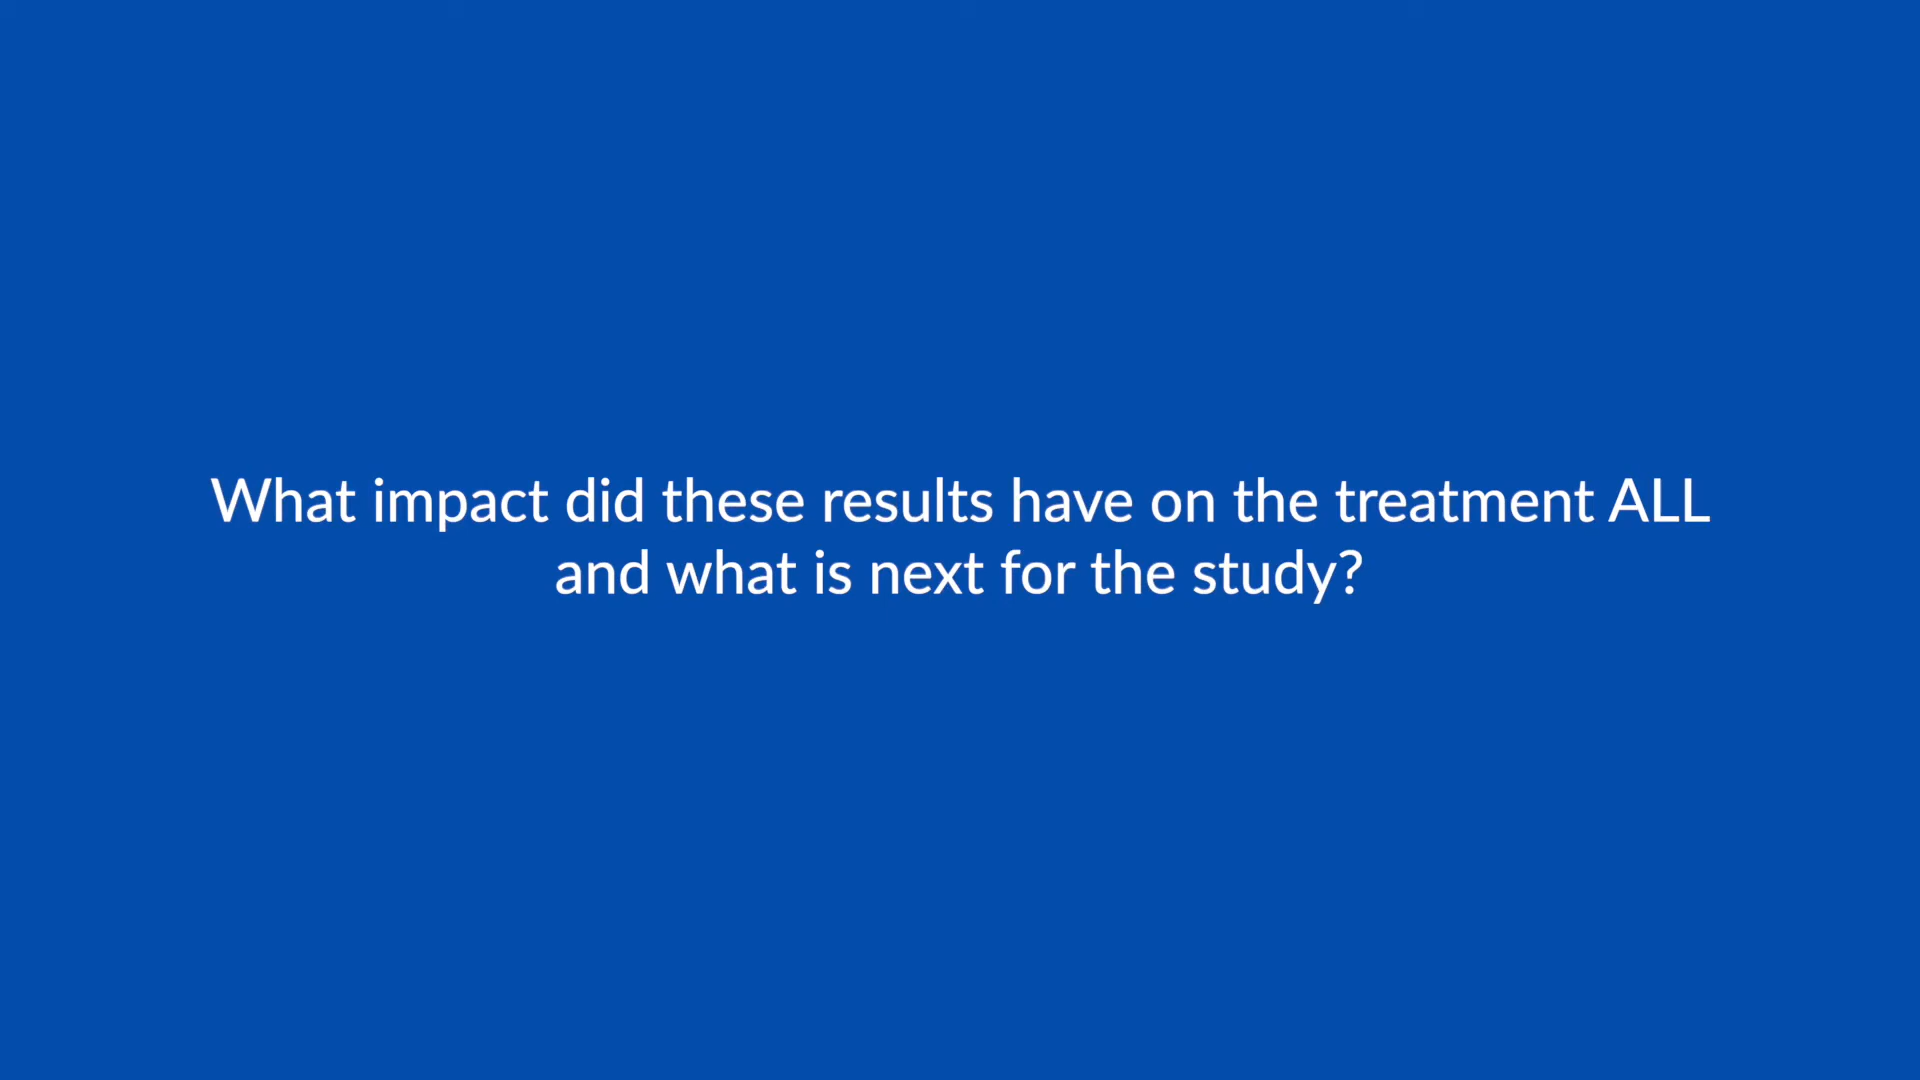 What impact did these results have on the treatment ALL
and what is next for the study?